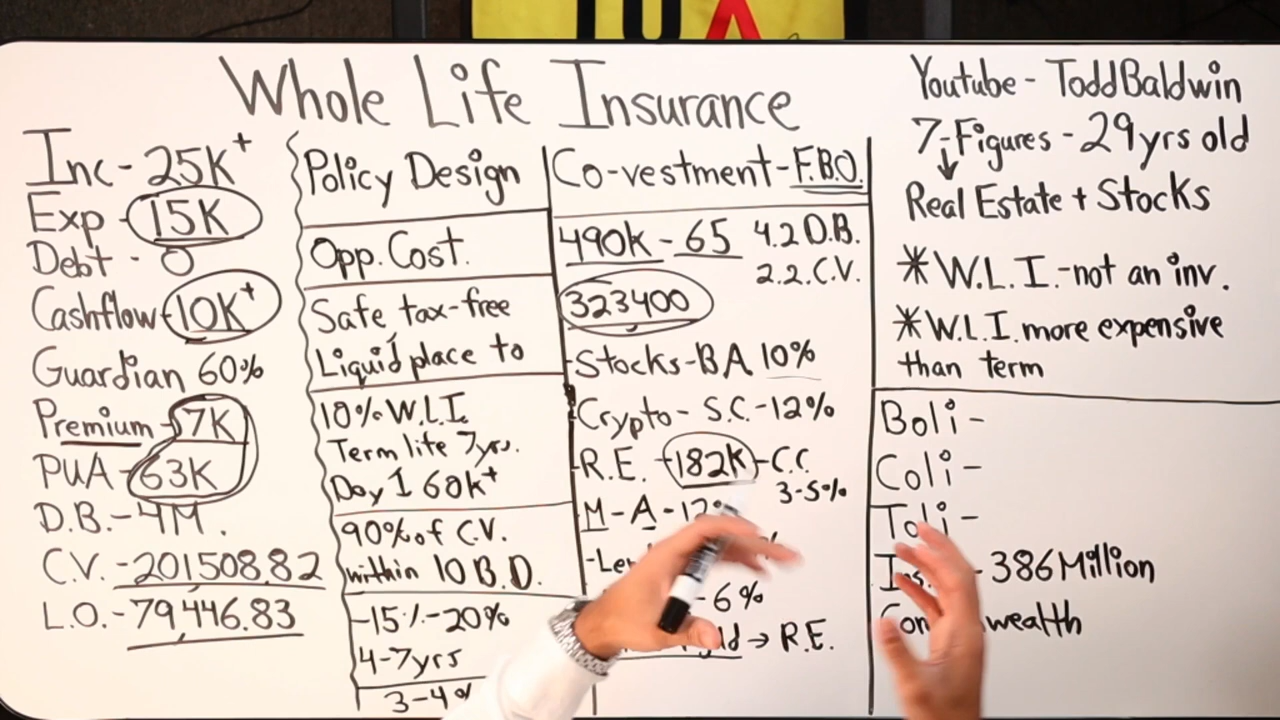 Whole Life Insurance
Inc - 25K+
Exp - 15K
Debt - 0
Cashflow - 10K+
Guardian 60%
Premium - 7K
PUA - 63K
D.B. - 4M.
C.V. - 201508.82
L.O. - 79,446.83
Policy Design
Opp. Cost.
Safe, tax-free
Liquid place to
10% W.L.I.
Term life 7yrs.
Day 1 60k+
90% of C.V.
within 10 B.D.
-15%-20%
4-7yrs
3-4%
Co-vestment - F.B.O.
490k - 65 4.2 D.B.
2.2. C.V.
323400
Stocks - BA 10%
Crypto - S.C. - 12%
R.E. - 182K - C.C.
3-5%
M - A -
-6%
→ R.E.
Youtube - ToddBaldwin
7-Figures - 29yrs old
↓
Real Estate + Stocks
* W.L.I. - not an inv.
* W.L.I. more expensive
than term
Boli -
Coli -
- 386 Million
wealth